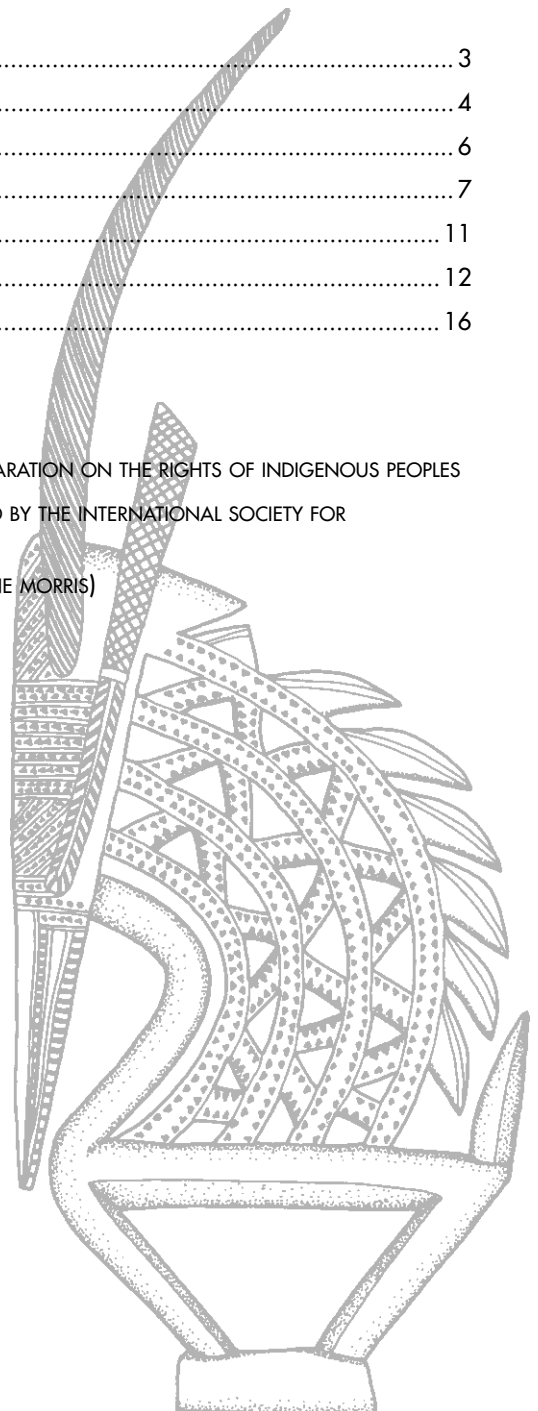 ........................................................ 3
........................................................ 4
........................................................ 6
........................................................ 7
...................................................... 11
...................................................... 12
...................................................... 16
ARATION ON THE RIGHTS OF INDIGENOUS PEOPLES
BY THE INTERNATIONAL SOCIETY FOR
MORRIS)